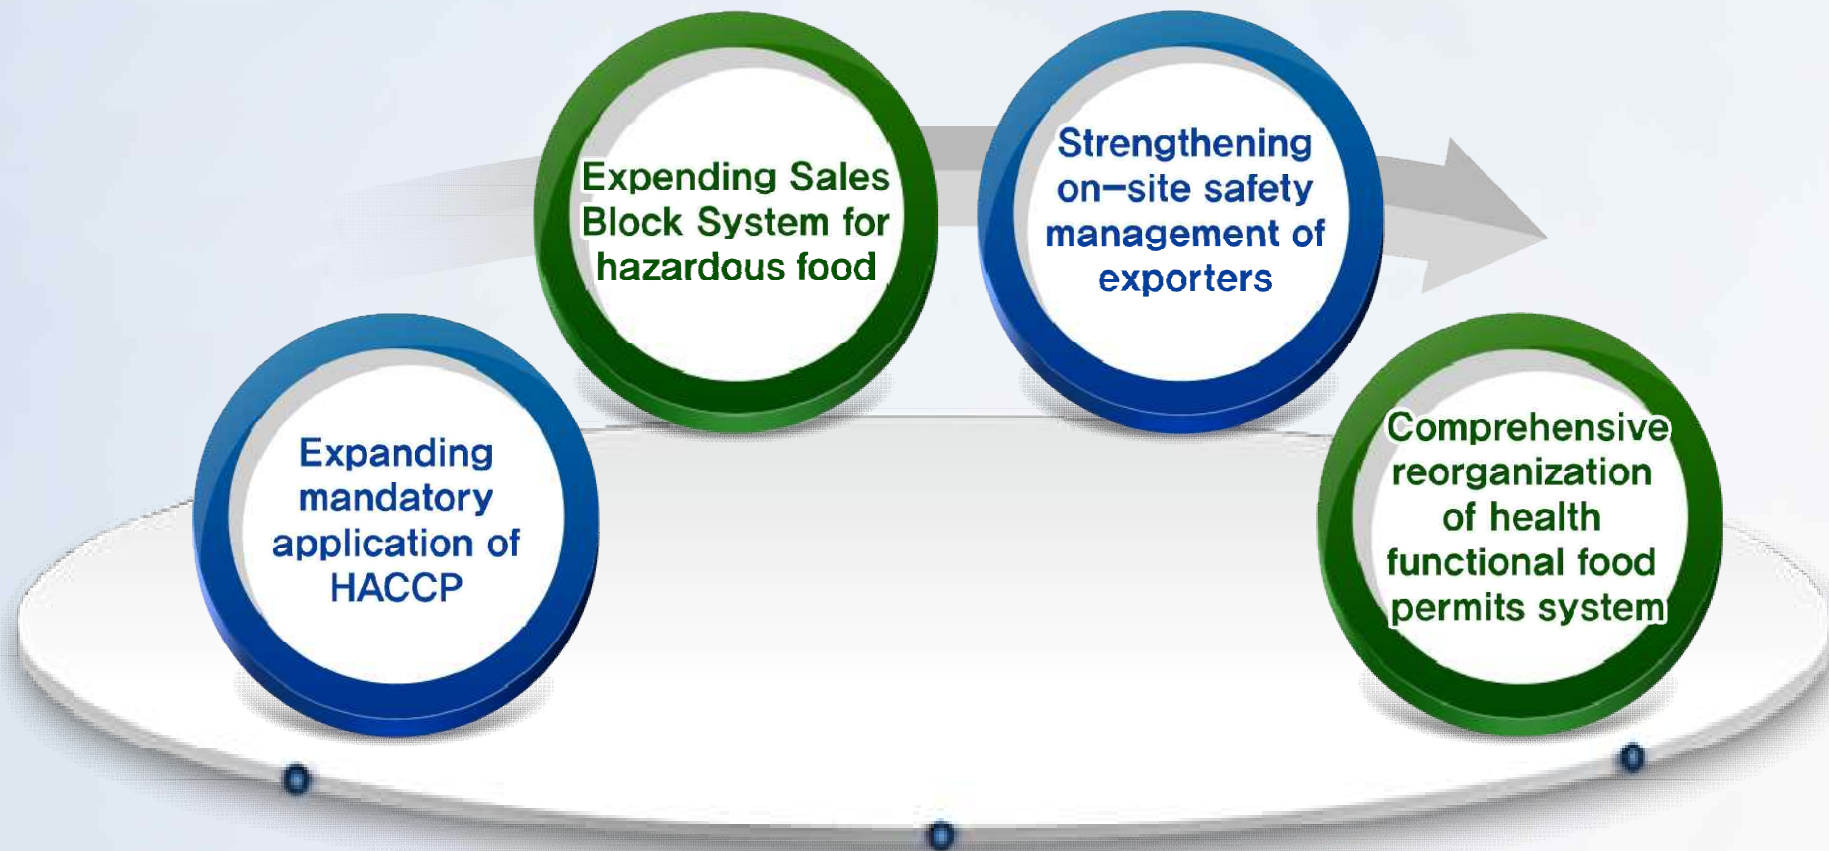 Expanding
mandatory
application of
HACCP
Expending Sales
Block System for
hazardous food
Strengthening
on-site safety
management of
exporters
Comprehensive
reorganization
of health
functional food
permits system